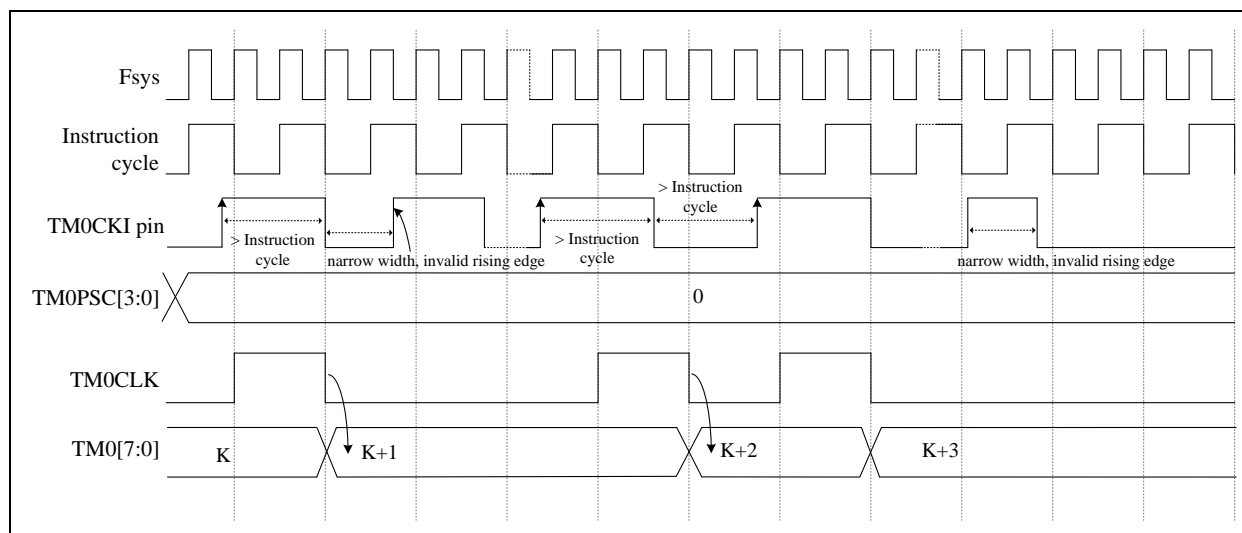 Fsys
Instruction
cycle
TM0CKI pin
> Instruction
cycle
narrow width, invalid rising edge
> Instruction
cycle
> Instruction
cycle
narrow width, invalid rising edge
TM0PSC[3:0]
0
TM0CLK
TM0[7:0]
K
K+1
K+2
K+3